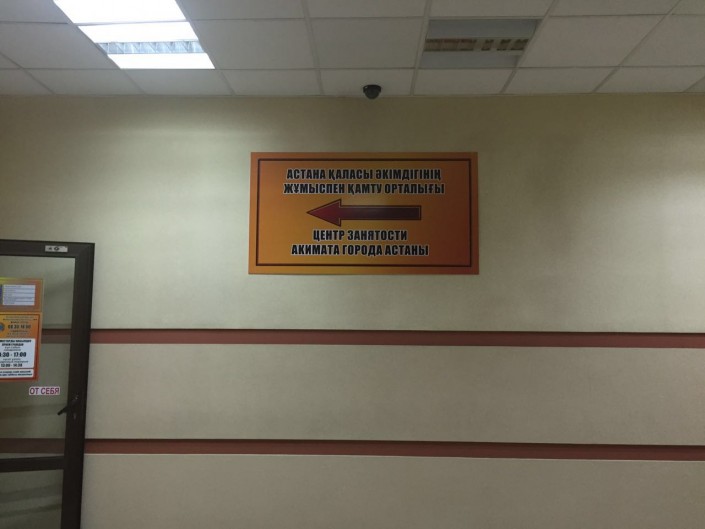 АСТАНА ҚАЛАСЫ ӘКІМДІГІНІҢ
ЖҰМЫСПЕН ҚАМТУ ОРТАЛЫҒЫ
ЦЕНТР ЗАНЯТОСТИ
АКИМАТА ГОРОДА АСТАНЫ
ОТ СЕБЯ